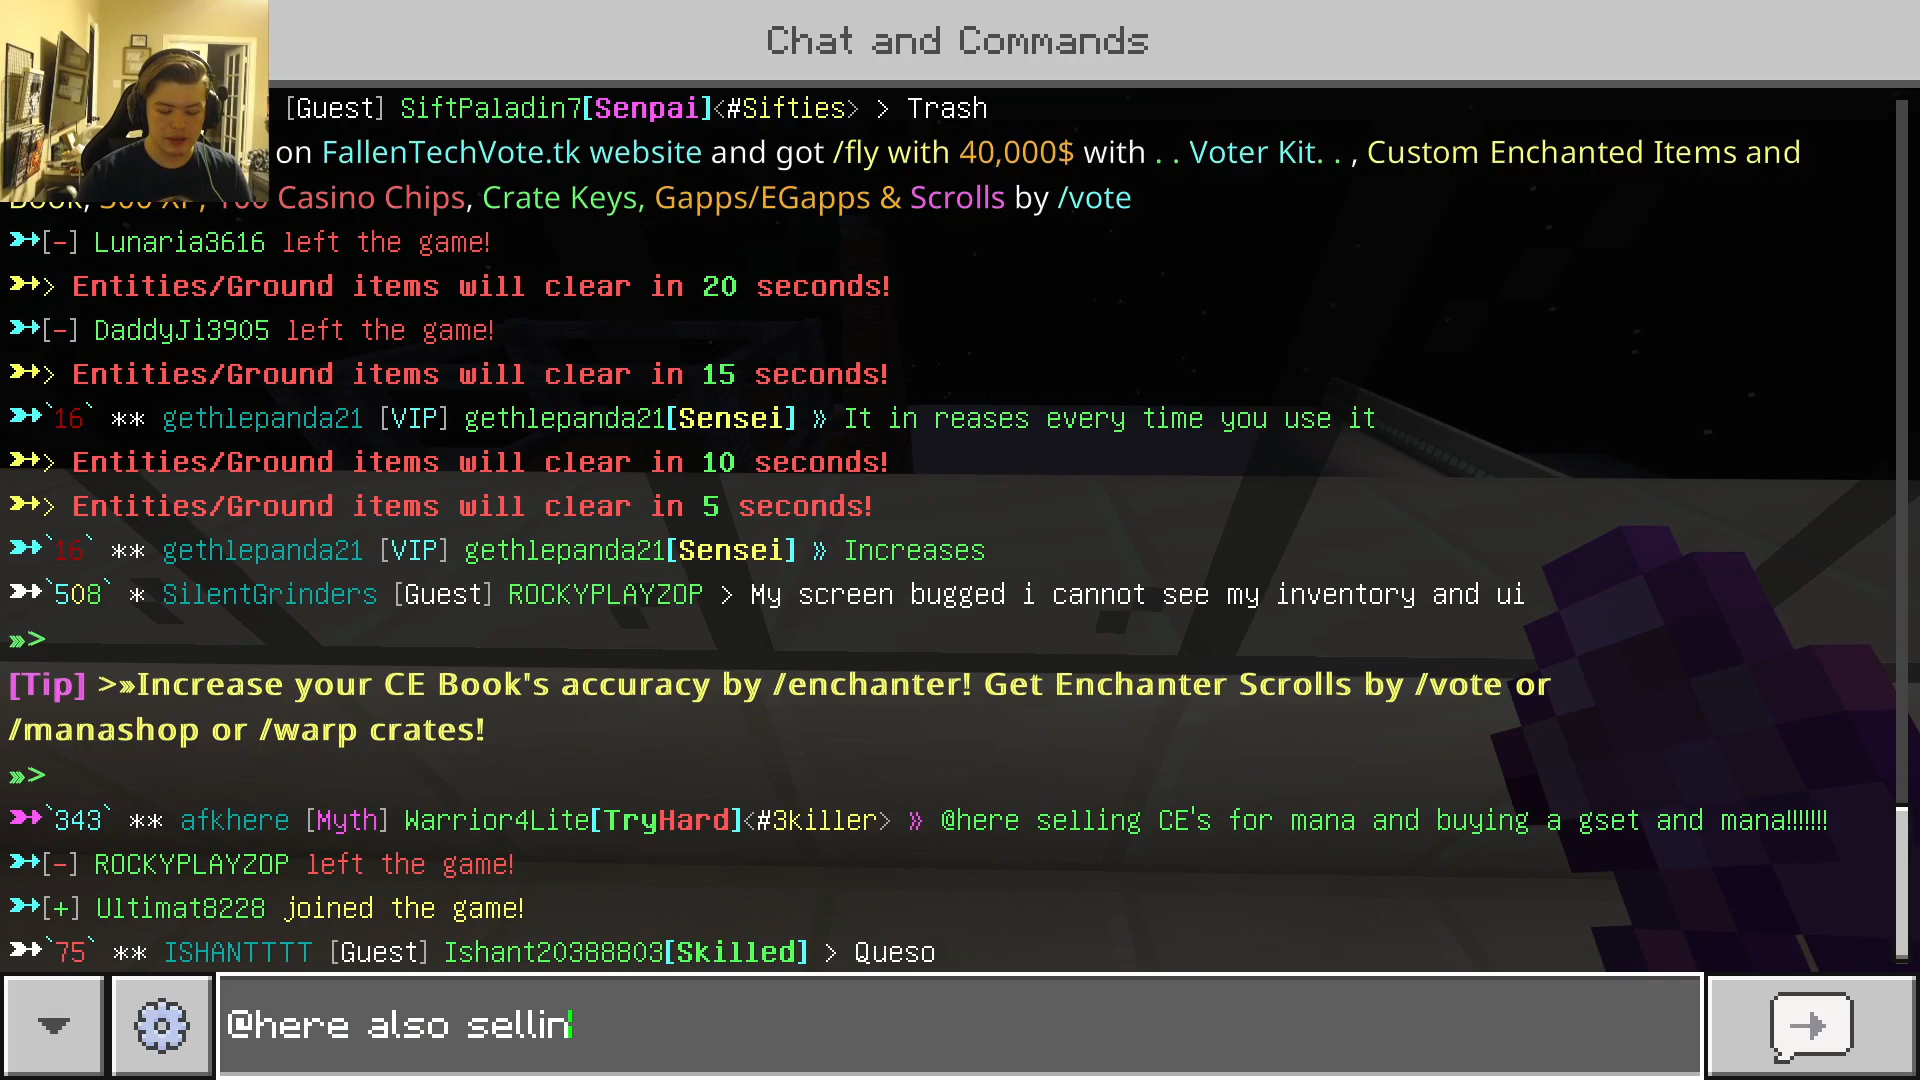 Chat and Commands
[Guest] SiftPaladin7[Senpai]<#Sifties> > Trash
on FallenTechVote.tk website and got /fly with 40,000$ with . . Voter Kit. . , Custom Enchanted Items and
Casino Chips, Crate Keys, Gapps/EGapps & Scrolls by /vote
[-] Lunaria3616 left the game!
> Entities/Ground items will clear in 20 seconds!
[-] DaddyJi3905 left the game!
> Entities/Ground items will clear in 15 seconds!
`16` ** gethlepanda21 [VIP] gethlepanda21[Sensei] » It in reases every time you use it
> Entities/Ground items will clear in 10 seconds!
> Entities/Ground items will clear in 5 seconds!
`16` ** gethlepanda21 [VIP] gethlepanda21[Sensei] » Increases
`508` * SilentGrinders [Guest] ROCKYPLAYZOP > My screen bugged i cannot see my inventory and ui
»>
[Tip] >»Increase your CE Book's accuracy by /enchanter! Get Enchanter Scrolls by /vote or
/manashop or /warp crates!
»>
`343` ** afkhere [Myth] Warrior4Lite[TryHard]<#3killer> » @here selling CE's for mana and buying a gset and mana!!!!!!!
[-] ROCKYPLAYZOP left the game!
[+] Ultimat8228 joined the game!
`75` ** ISHANTTTT [Guest] Ishant20388803[Skilled] > Queso
@here also sellin